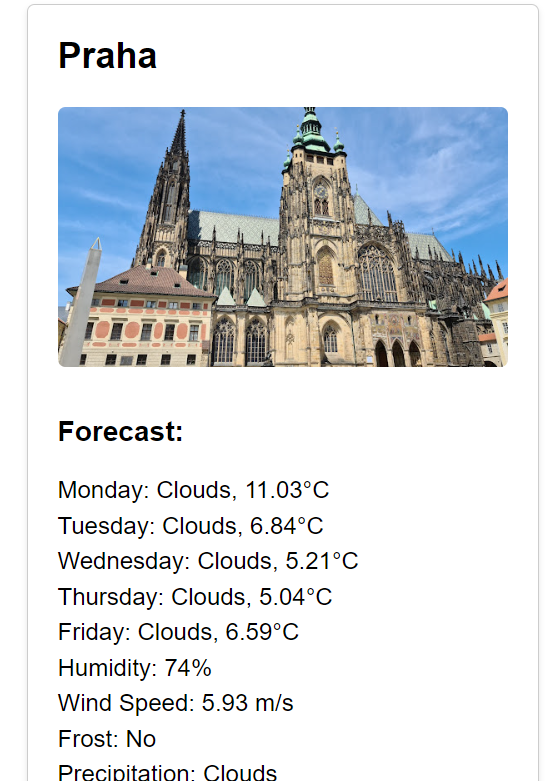 Praha
Forecast:
Monday: Clouds, 11.03°C
Tuesday: Clouds, 6.84°C
Wednesday: Clouds, 5.21°C
Thursday: Clouds, 5.04°C
Friday: Clouds, 6.59°C
Humidity: 74%
Wind Speed: 5.93 m/s
Frost: No
Precipitation: Clouds